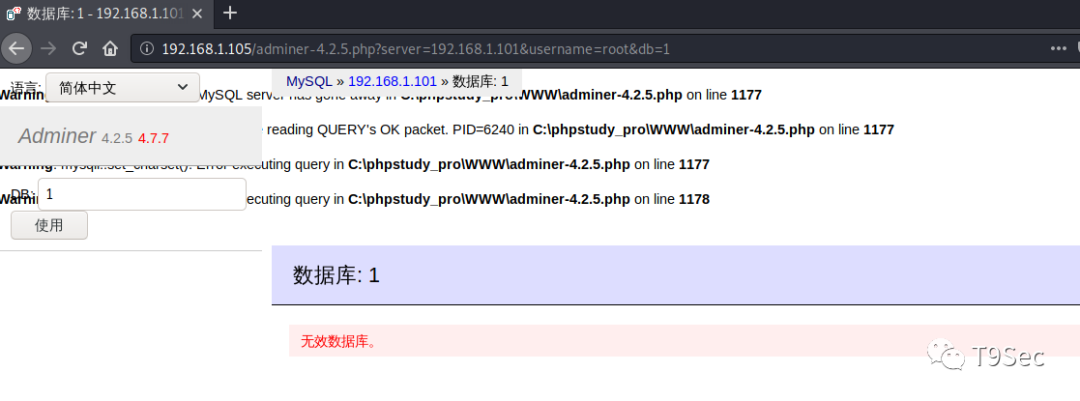 数据库: 1 - 192.168.1.101
192.168.1.105/adminer-4.2.5.php?server=192.168.1.101&username=root&db=1
语言: 简体中文
MySQL » 192.168.1.101 » 数据库: 1
MySQL server has gone away in C:\phpstudy_pro\WWW\adminer-4.2.5.php on line 1177
Adminer 4.2.5 4.7.7
reading QUERY's OK packet. PID=6240 in C:\phpstudy_pro\WWW\adminer-4.2.5.php on line 1177
Warning: mysqli::set_charset(): Error executing query in C:\phpstudy_pro\WWW\adminer-4.2.5.php on line 1177
DB: 1
ecuting query in C:\phpstudy_pro\WWW\adminer-4.2.5.php on line 1178
使用
数据库: 1
无效数据库。
T9Sec